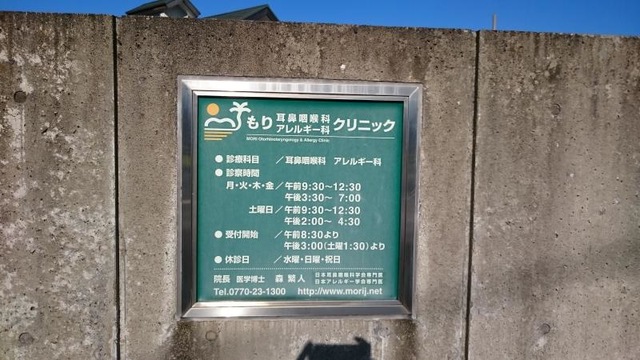 もり 耳鼻咽喉科 アレルギー科 クリニック
MORI Otorhinolaryngology & Allergy Clinic
● 診療科目 ／耳鼻咽喉科 アレルギー科
● 診察時間
月・火・木・金／午前9:30〜12:30
午後3:30〜 7:00
土曜日／午前9:30〜12:30
午後2:00〜 4:30
● 受付開始 ／午前8:30より
午後3:00(土曜1:30)より
● 休診日 ／水曜・日曜・祝日
院長 医学博士 森 繁人 日本耳鼻咽喉科学会専門医
日本アレルギー学会専門医
Tel.0770-23-1300 http://www.morij.net